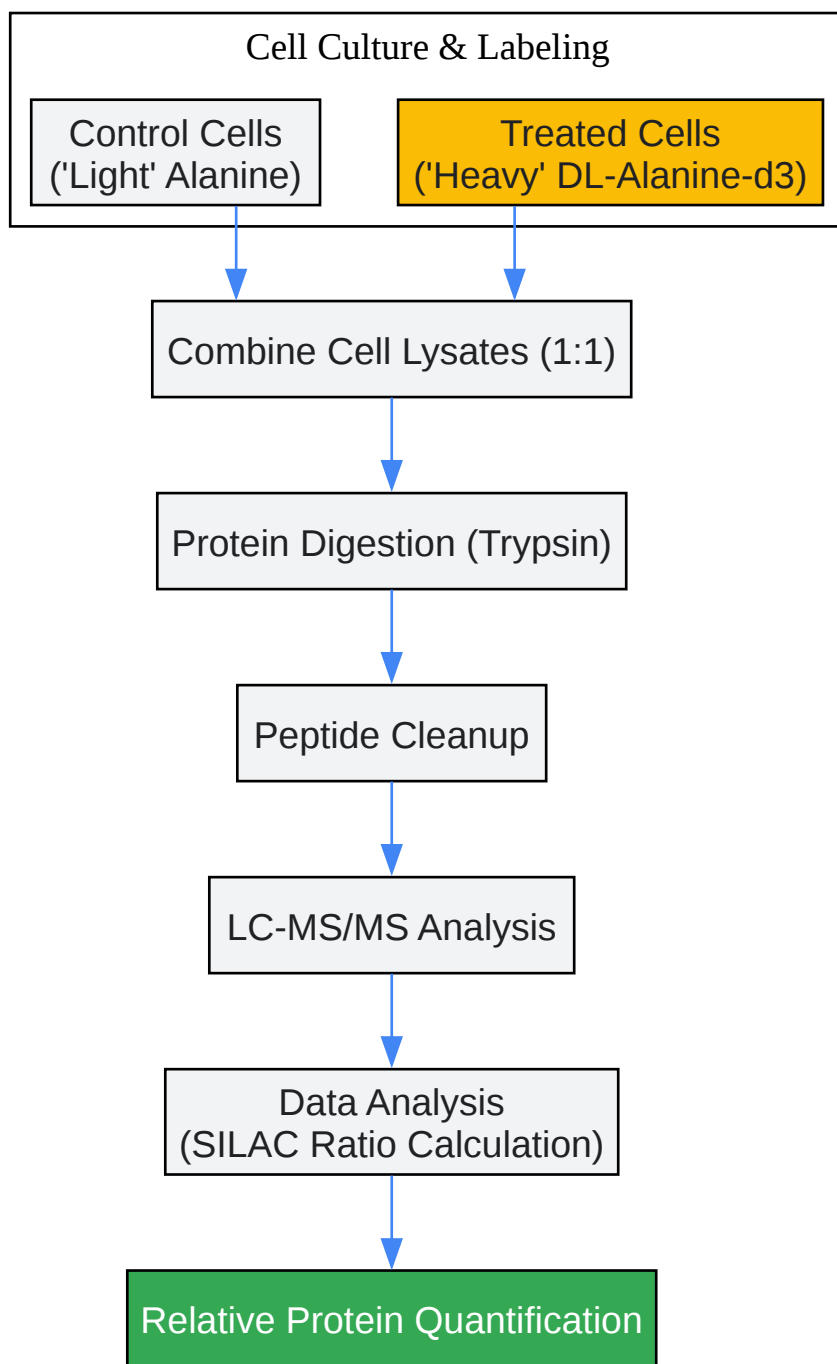 Cell Culture & Labeling
Control Cells
('Light' Alanine)
Treated Cells
('Heavy' DL-Alanine-d3)
Combine Cell Lysates (1:1)
Protein Digestion (Trypsin)
Peptide Cleanup
LC-MS/MS Analysis
Data Analysis
(SILAC Ratio Calculation)
Relative Protein Quantification